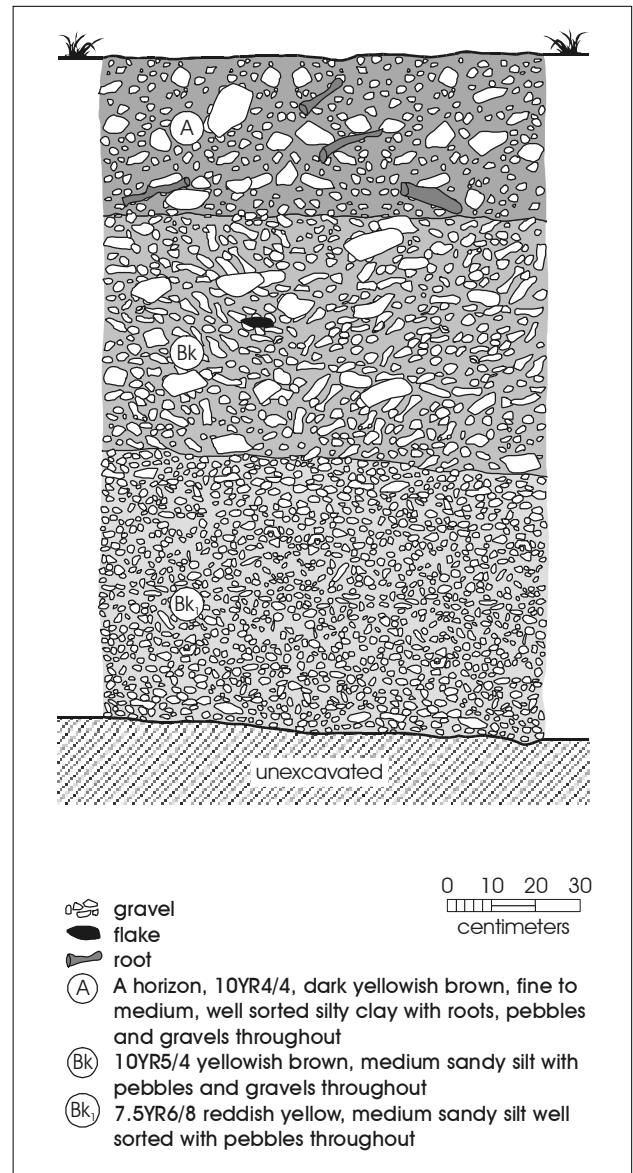 A
Bk
Bk₁
unexcavated
0 10 20 30
centimeters
gravel
flake
root
A A horizon, 10YR4/4, dark yellowish brown, fine to
medium, well sorted silty clay with roots, pebbles
and gravels throughout
Bk 10YR5/4 yellowish brown, medium sandy silt with
pebbles and gravels throughout
Bk₁ 7.5YR6/8 reddish yellow, medium sandy silt well
sorted with pebbles throughout